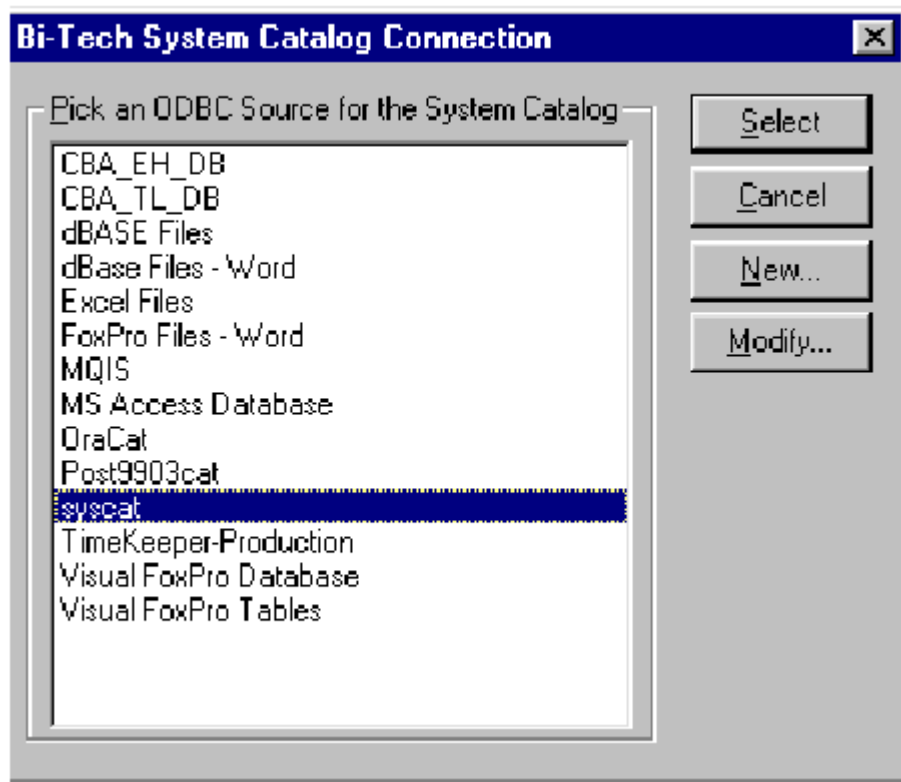 Bi-Tech System Catalog Connection
Pick an ODBC Source for the System Catalog
CBA_EH_DB
CBA_TL_DB
dBASE Files
dBase Files - Word
Excel Files
FoxPro Files - Word
MQIS
MS Access Database
OraCat
Post9903cat
syscat
TimeKeeper-Production
Visual FoxPro Database
Visual FoxPro Tables
Select
Cancel
New...
Modify...